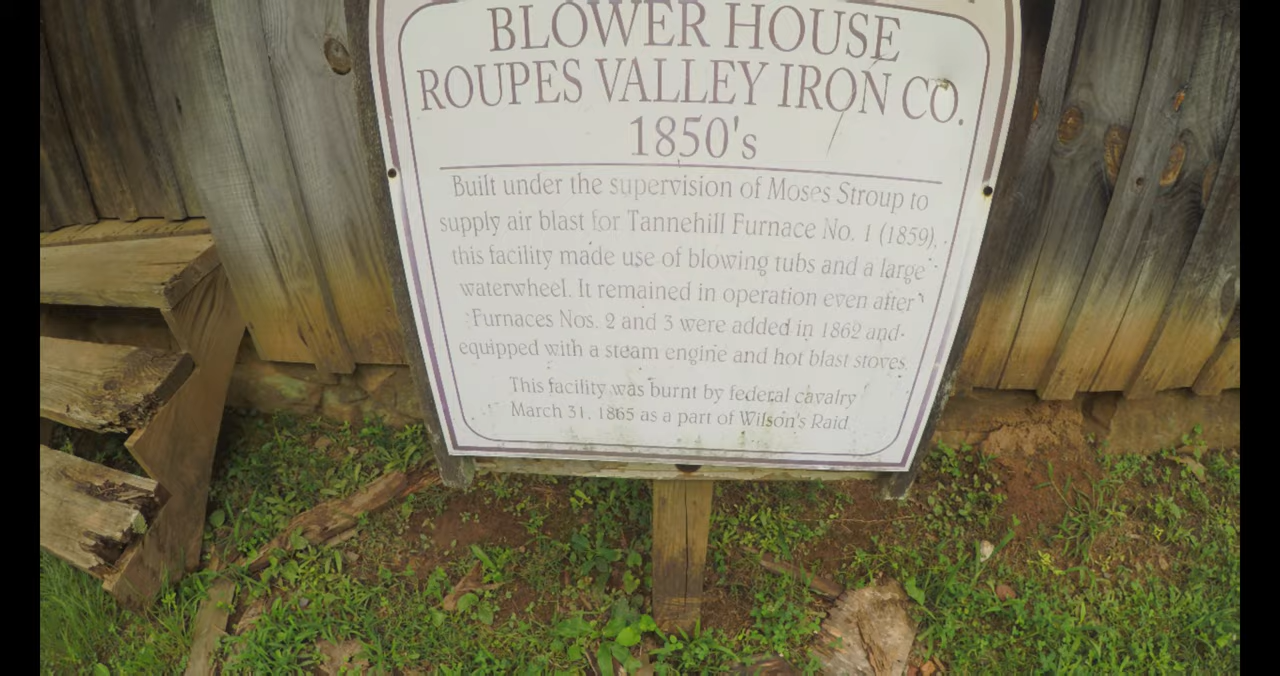 BLOWER HOUSE
ROUPES VALLEY IRON CO.
1850's
Built under the supervision of Moses Stroup to
supply air blast for Tannehill Furnace No. 1 (1859),
this facility made use of blowing tubs and a large
waterwheel. It remained in operation even after
Furnaces Nos. 2 and 3 were added in 1862 and
equipped with a steam engine and hot blast stoves.
This facility was burnt by federal cavalry
March 31, 1865 as a part of Wilson's Raid.